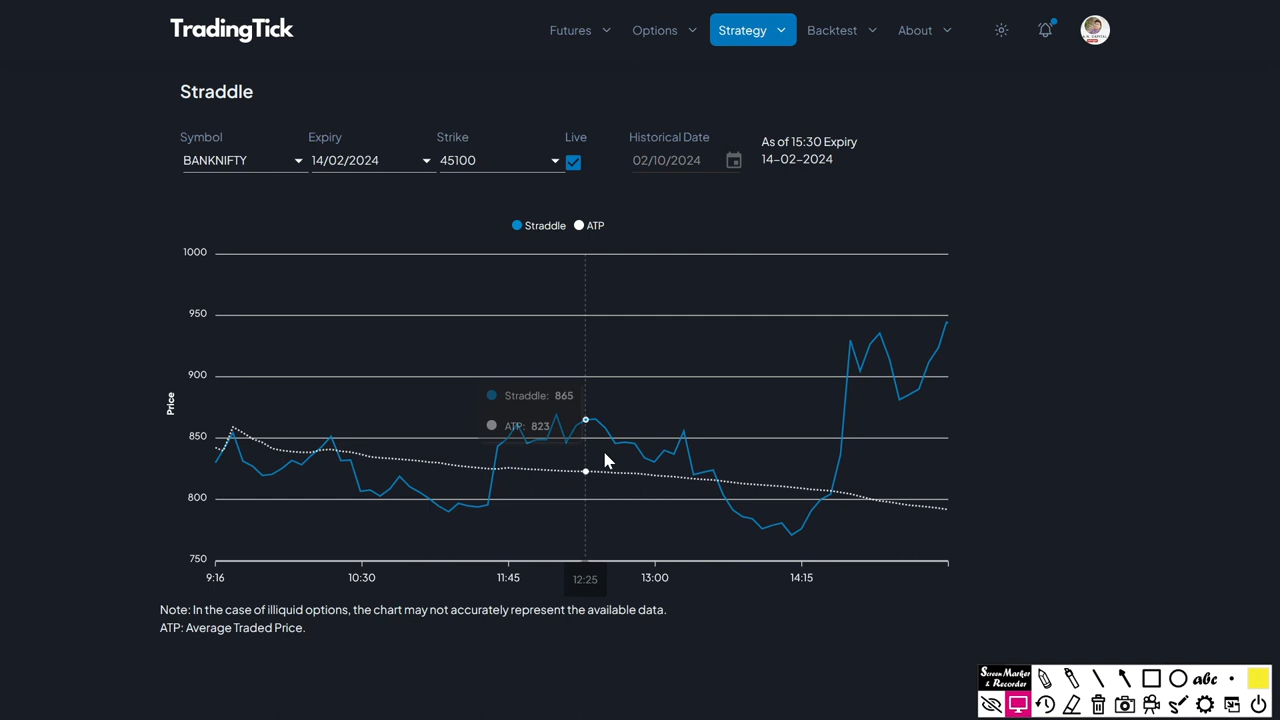 TradingTick
Futures Options Strategy Backtest About
Straddle
Symbol Expiry Strike Live Historical Date
BANKNIFTY 14/02/2024 45100 02/10/2024
As of 15:30 Expiry
14-02-2024
Straddle ATP
1000
950
900
850
800
750
Price
Straddle: 865
ATP: 823
9:16 10:30 11:45 12:25 13:00 14:15
Note: In the case of illiquid options, the chart may not accurately represent the available data.
ATP: Average Traded Price.
Screen Marker
& Recorder
abc